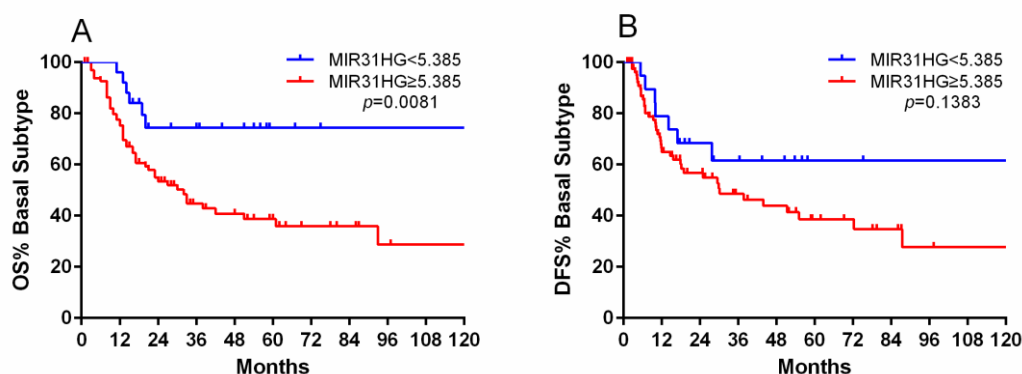 A
MIR31HG<5.385
MIR31HG≥5.385
p=0.0081
OS% Basal Subtype
100
80
60
40
20
0
0 12 24 36 48 60 72 84 96 108 120
Months
B
MIR31HG<5.385
MIR31HG≥5.385
p=0.1383
DFS% Basal Subtype
100
80
60
40
20
0
0 12 24 36 48 60 72 84 96 108 120
Months